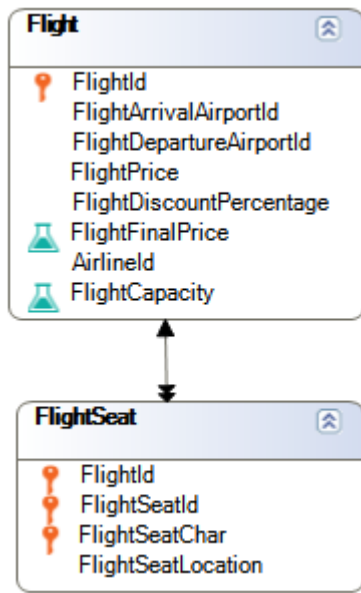 Flight
FlightId
FlightArrivalAirportId
FlightDepartureAirportId
FlightPrice
FlightDiscountPercentage
FlightFinalPrice
AirlineId
FlightCapacity
FlightSeat
FlightId
FlightSeatId
FlightSeatChar
FlightSeatLocation